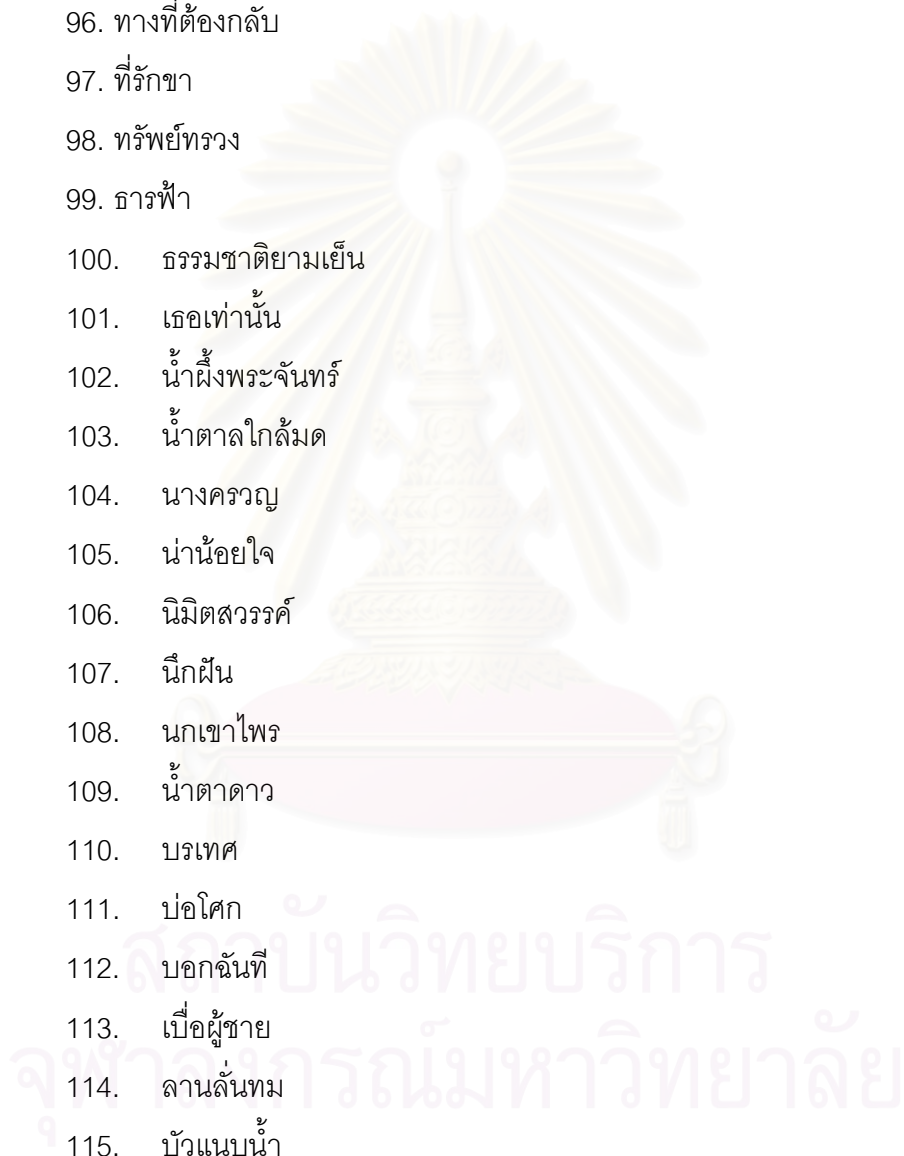 96. ทางที่ต้องกลับ
97. ที่รักขา
98. ทรัพย์ทรวง
99. ธารฟ้า
100. ธรรมชาติยามเย็น
101. เธอเท่านั้น
102. น้ำผึ้งพระจันทร์
103. น้ำตาลใกล้มด
104. นางครวญ
105. น่าน้อยใจ
106. นิมิตสวรรค์
107. นึกฝัน
108. นกเขาไพร
109. น้ำตาดาว
110. บรเทศ
111. บ่อโศก
สถาบันวิทยบริการ
112. บอกฉันที
113. เบื่อผู้ชาย
จุฬาลงกรณ์มหาวิทยาลัย
114. ลานลั่นทม
115. บัวแนบน้ำ